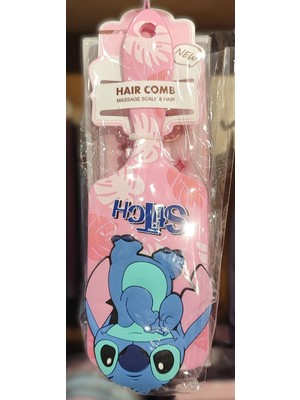 NEW
HAIR COMB
MASSAGE SCALP & HAIR
STITCH